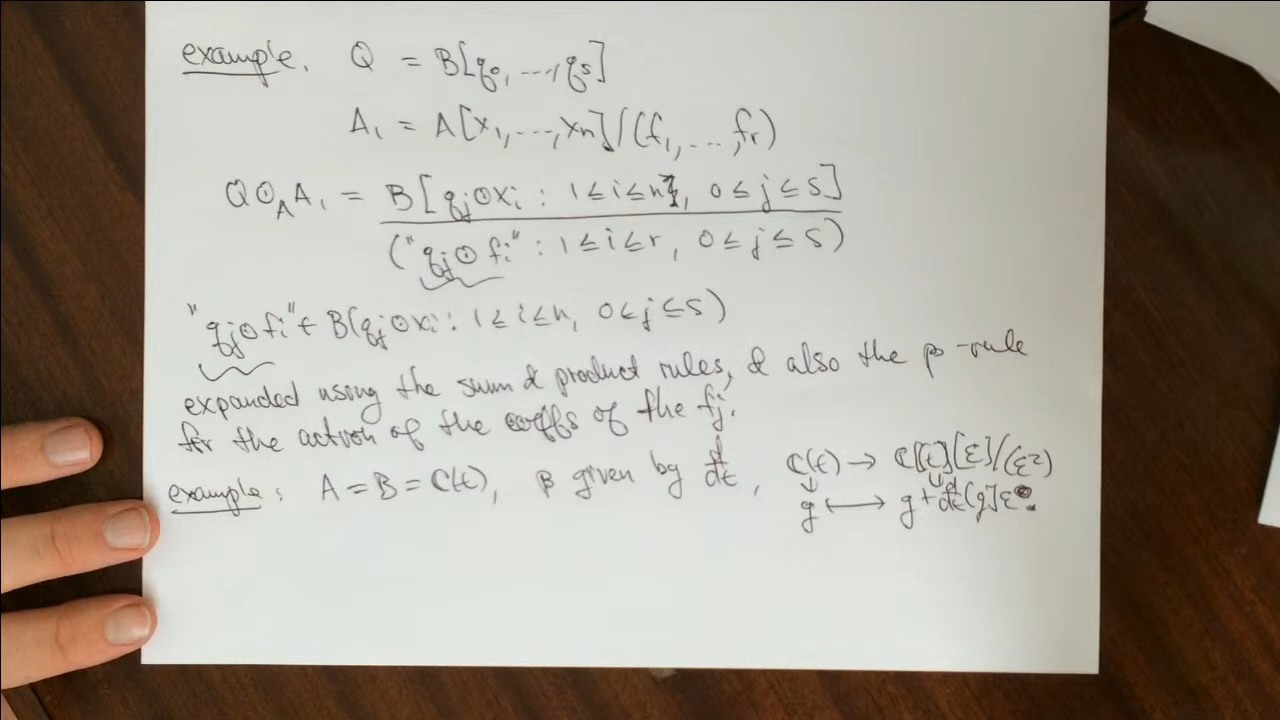 example. Q = B[q₀, ..., qₛ]
A₁ = A[x₁, ..., xₙ]/(f₁, ..., fᵣ)
Q⊙_A A₁ = B[qⱼ⊙xᵢ : 1≤i≤n, 0≤j≤s]
("qⱼ⊙fᵢ" : 1≤i≤r, 0≤j≤s)
"qⱼ⊙fᵢ" ∈ B(qⱼ⊙xᵢ : 1≤i≤n, 0≤j≤s)
expanded using the sum & product rules, & also the β-rule
for the action of the coeffs of the fⱼ.
example: A = B = C(t), β given by d/dt, C(t) → C(t)[ε]/(ε²)
g ⟼ g + d/dt(g)ε.